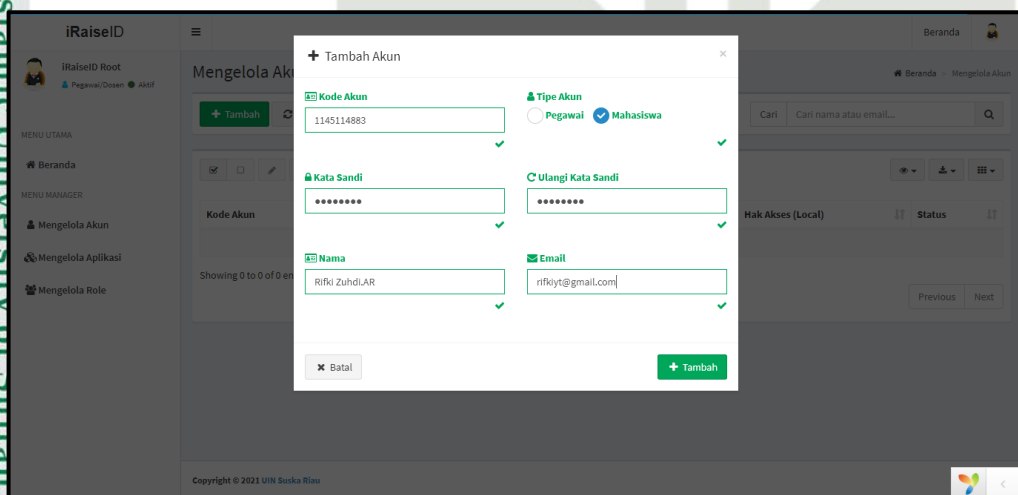 iRaiseID
Beranda
iRaiseID Root
Pegawai/Dosen Aktif
MENU UTAMA
Beranda
MENU MANAGER
Mengelola Akun
Mengelola Aplikasi
Mengelola Role
Mengelola Aku
Beranda > Mengelola Akun
+ Tambah
Cari
Cari nama atau email...
Kode Akun
Hak Akses (Local)
Status
Showing 0 to 0 of 0 en
Previous
Next
+ Tambah Akun
×
Kode Akun
1145114883
Tipe Akun
Pegawai
Mahasiswa
Kata Sandi
••••••••
Ulangi Kata Sandi
••••••••
Nama
Rifki Zuhdi.AR
Email
rifkiyt@gmail.com
Batal
+ Tambah
Copyright © 2021 UIN Suska Riau